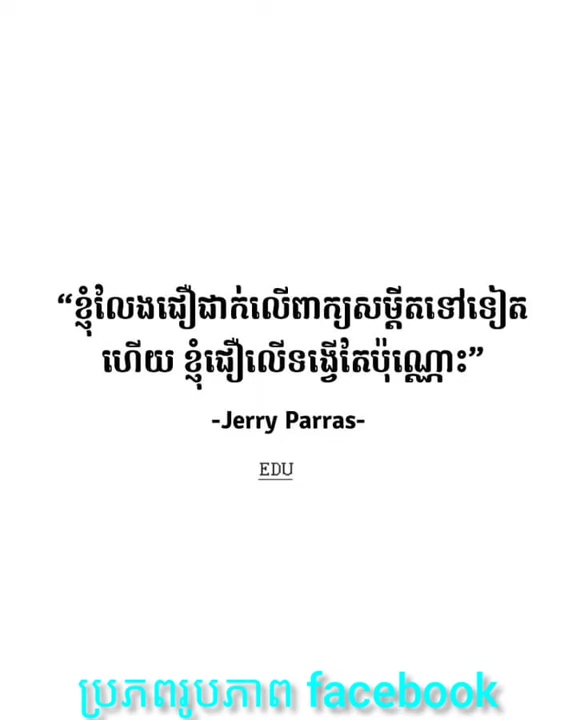 “ខ្ញុំលែងជឿជាក់លើពាក្យសម្ដីតទៅទៀត
ហើយ ខ្ញុំជឿលើទង្វើតែប៉ុណ្ណោះ”
-Jerry Parras-
EDU
ប្រភពរូបភាព facebook